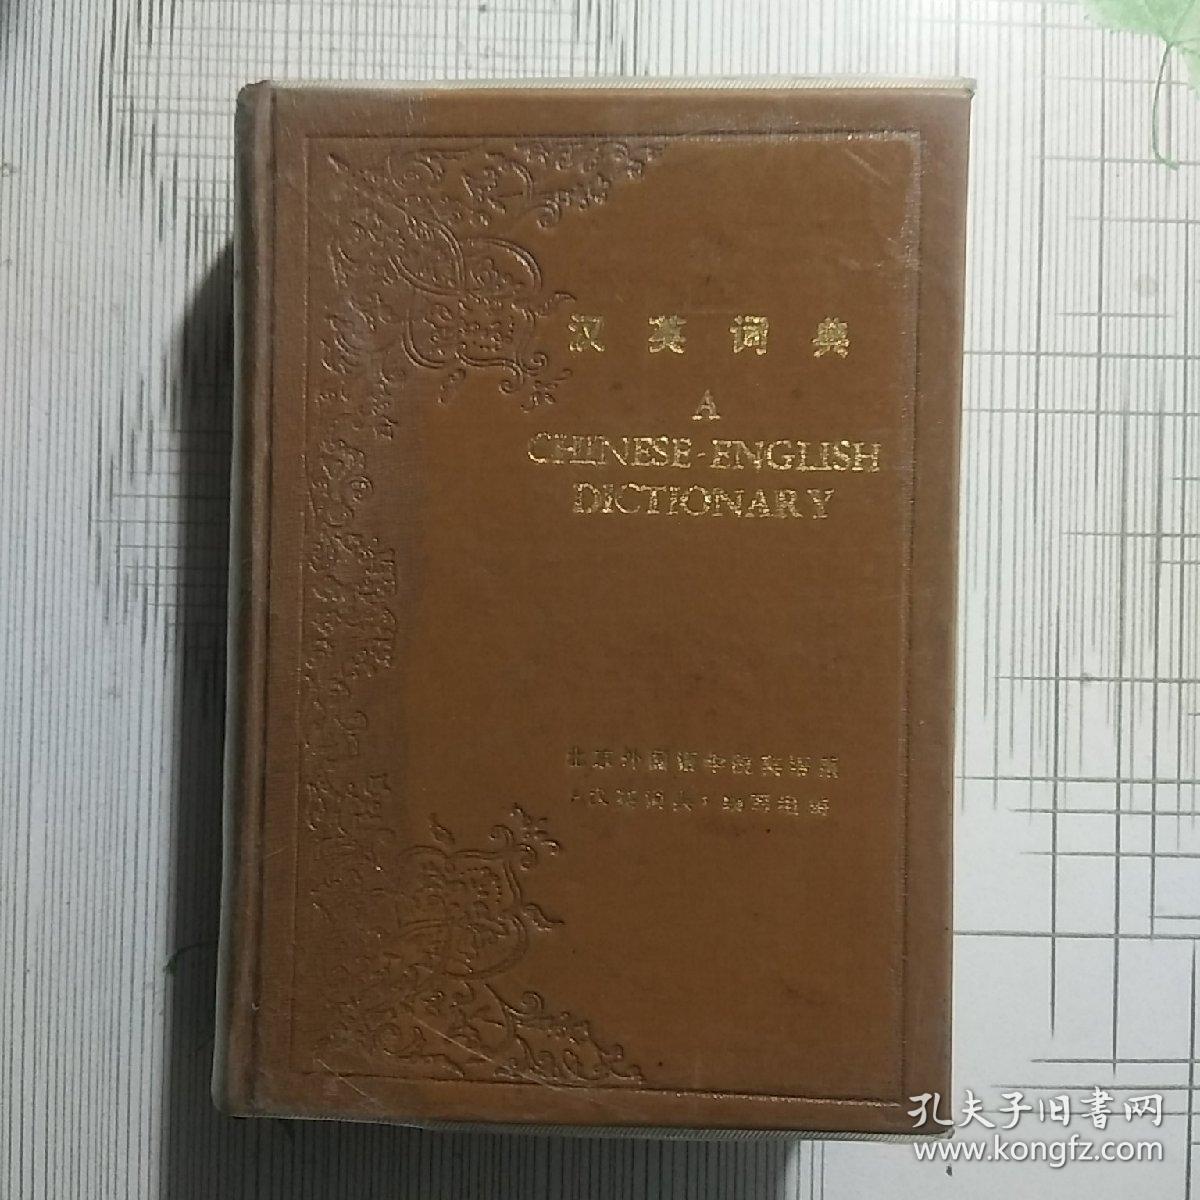 汉英词典
A
CHINESE-ENGLISH
DICTIONARY
北京外国语学院英语系
《汉英词典》编写组编
孔夫子旧書网
www.kongfz.com